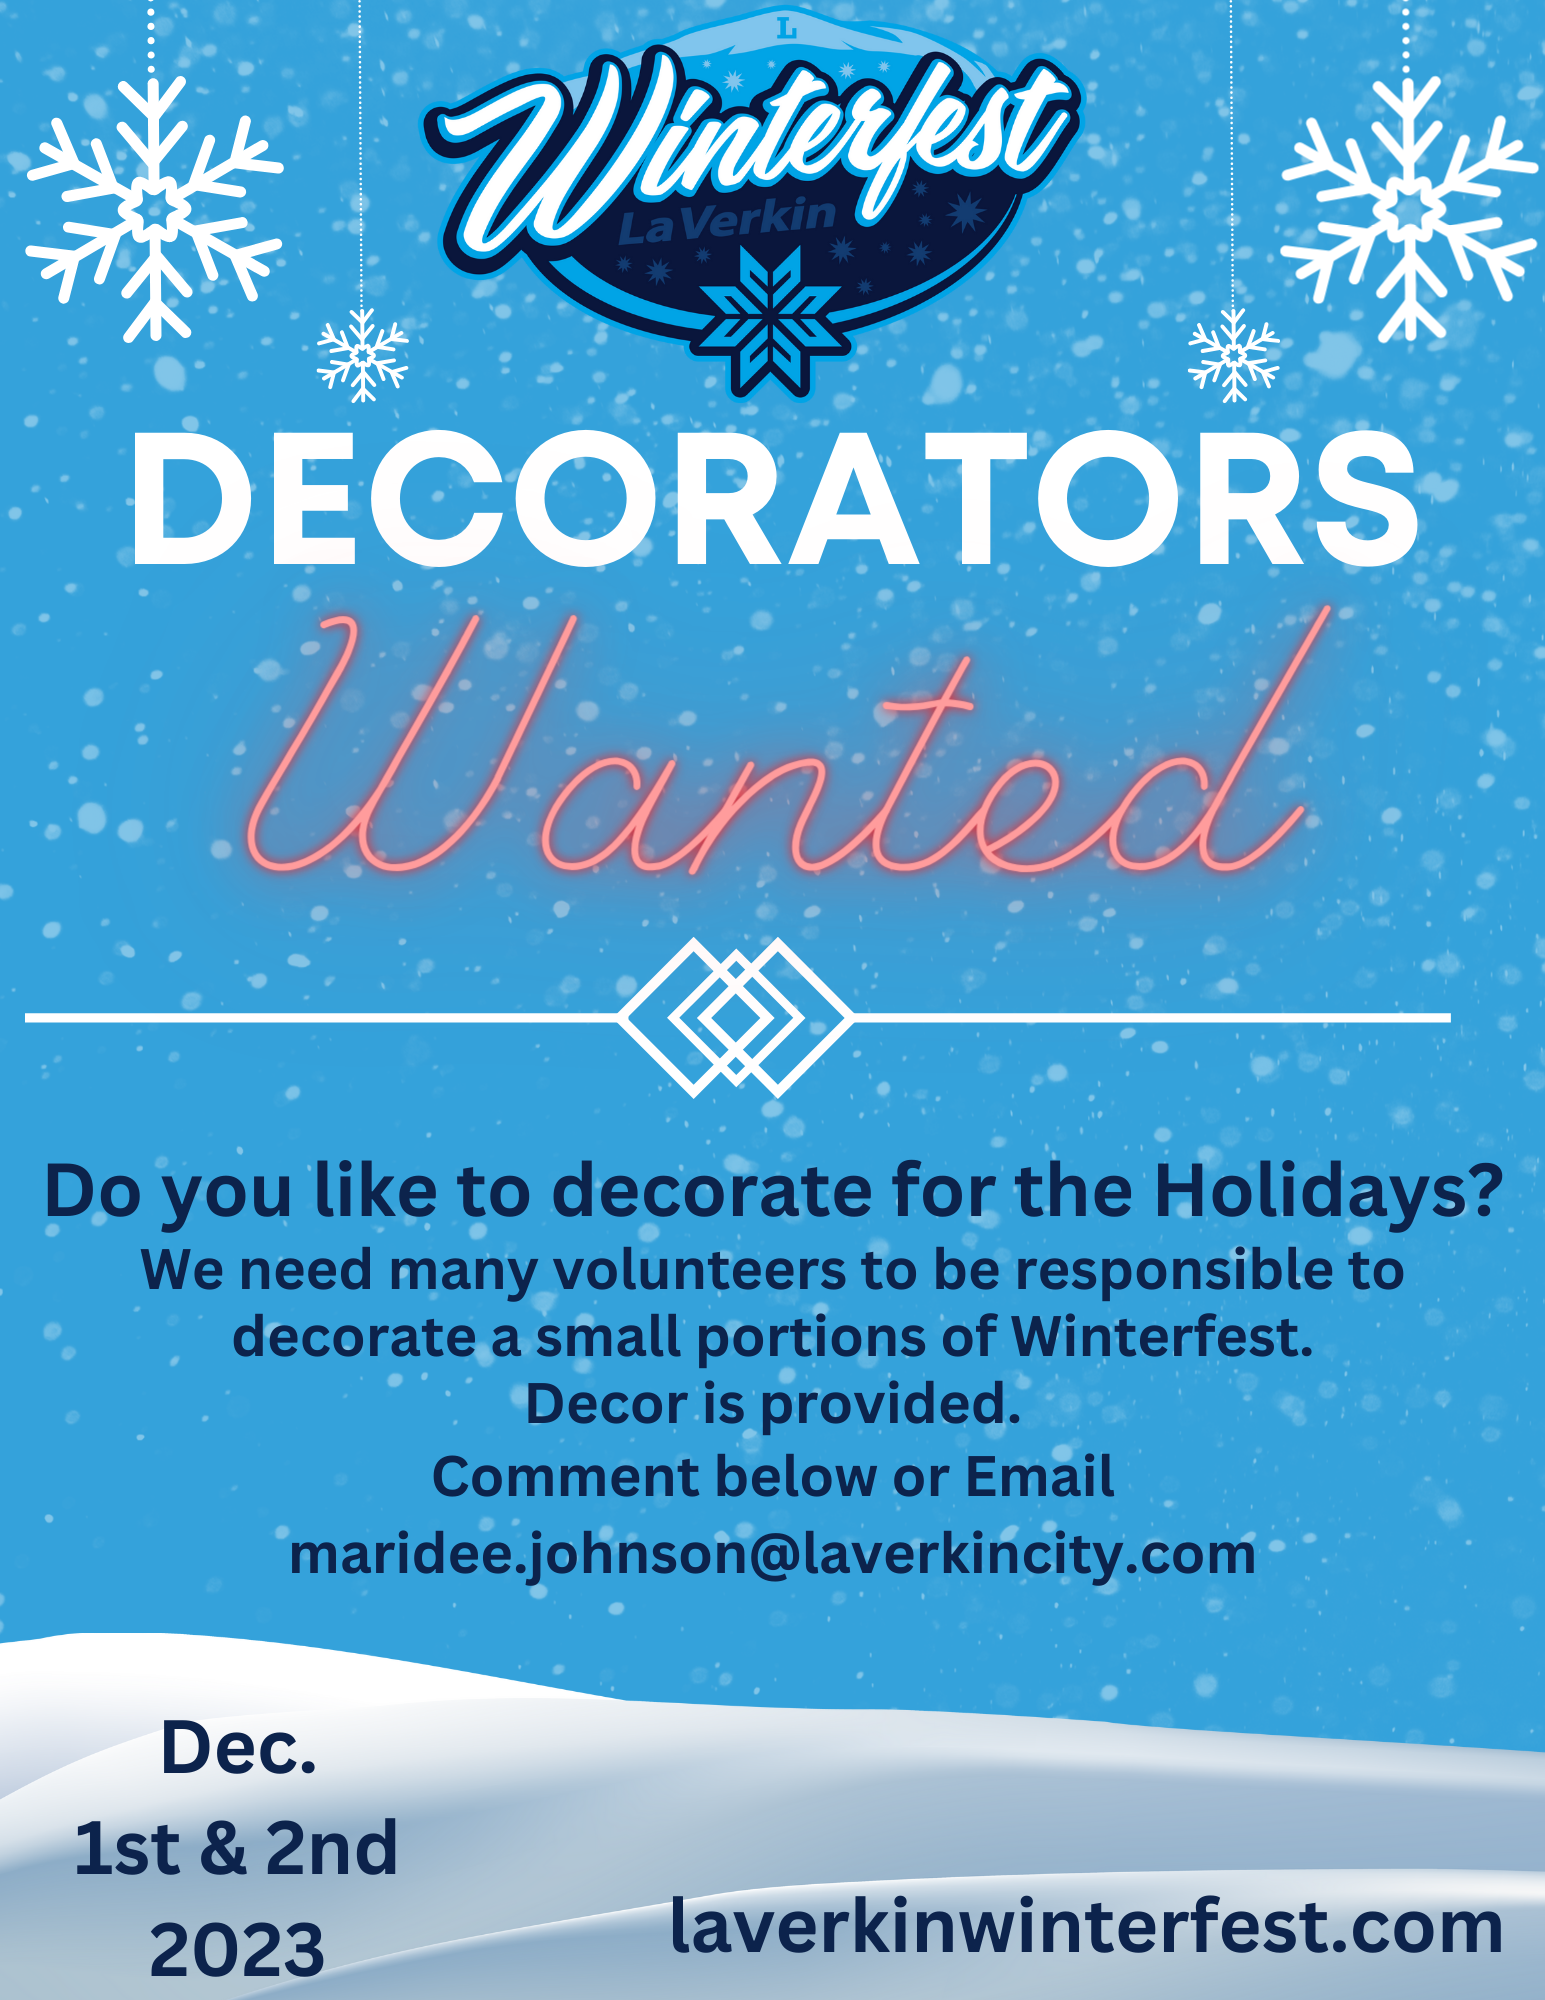 L
Winterfest
LaVerkin
DECORATORS
Wanted
Do you like to decorate for the Holidays?
We need many volunteers to be responsible to
decorate a small portions of Winterfest.
Decor is provided.
Comment below or Email
maridee.johnson@laverkincity.com
Dec.
1st & 2nd
2023
laverkinwinterfest.com